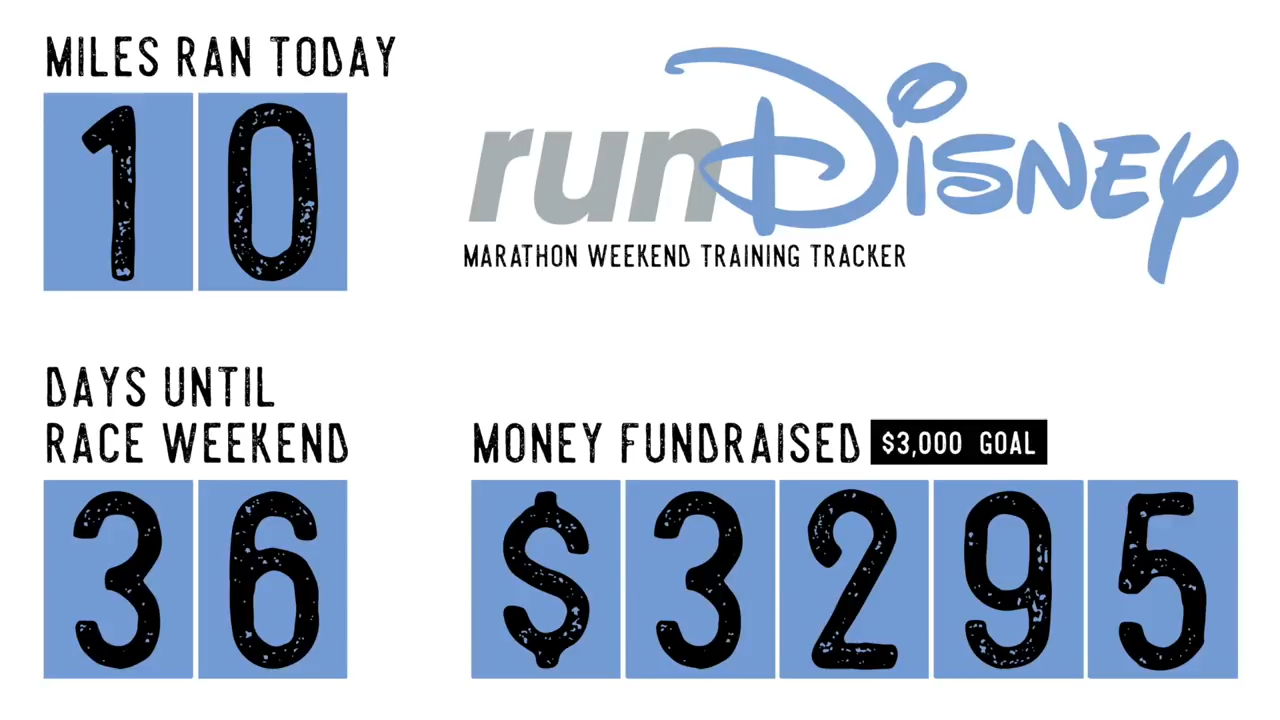 MILES RAN TODAY
10
runDisney
MARATHON WEEKEND TRAINING TRACKER
DAYS UNTIL
RACE WEEKEND
36
MONEY FUNDRAISED $3,000 GOAL
$3295